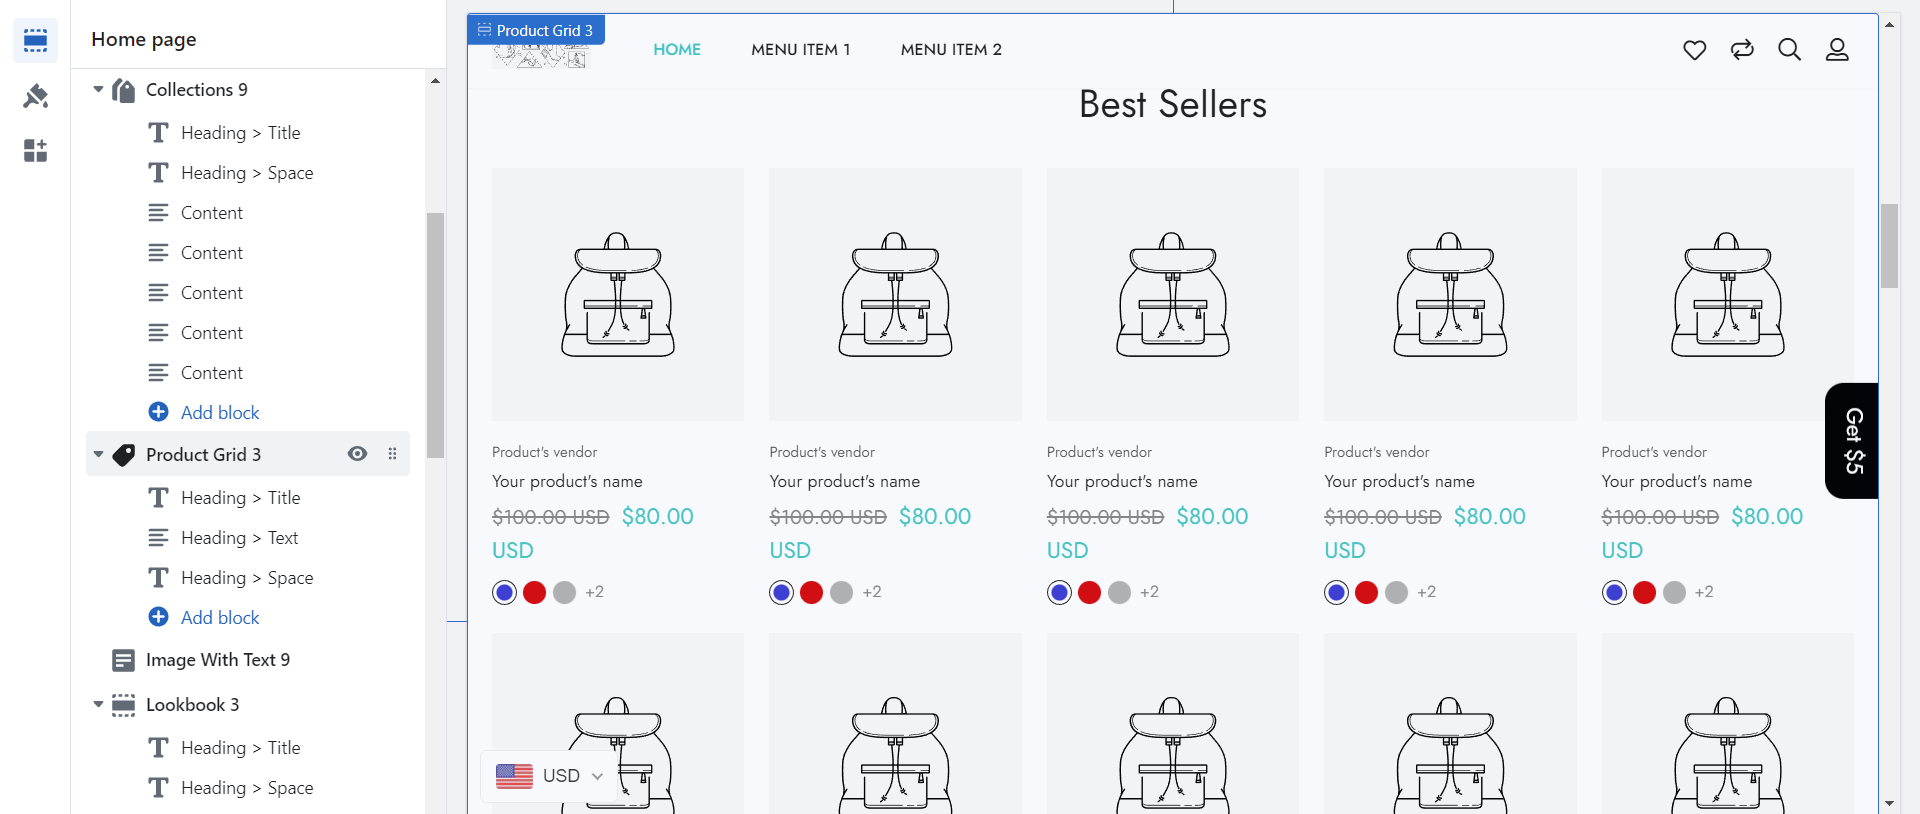 Home page
Collections 9
Heading > Title
Heading > Space
Content
Content
Content
Content
Content
Add block
Product Grid 3
Heading > Title
Heading > Text
Heading > Space
Add block
Image With Text 9
Lookbook 3
Heading > Title
Heading > Space
Product Grid 3
HOME MENU ITEM 1 MENU ITEM 2
Best Sellers
Product's vendor Product's vendor Product's vendor Product's vendor Product's vendor
Your product's name Your product's name Your product's name Your product's name Your product's name
$100.00 USD $80.00 $100.00 USD $80.00 $100.00 USD $80.00 $100.00 USD $80.00 $100.00 USD $80.00
USD USD USD USD USD
+2 +2 +2 +2 +2
Get $5
USD